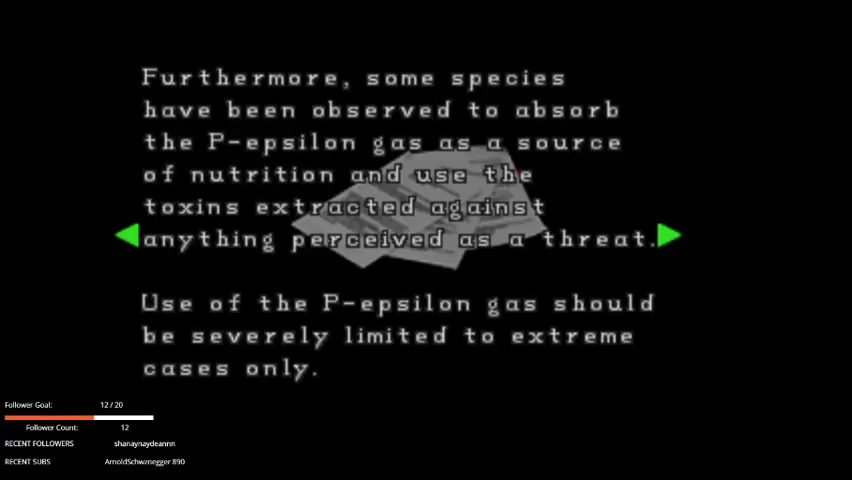 Furthermore, some species
have been observed to absorb
the P-epsilon gas as a source
of nutrition and use the
toxins extracted against
anything perceived as a threat.
Use of the P-epsilon gas should
be severely limited to extreme
cases only.
Follower Goal: 12 / 20
Follower Count: 12
RECENT FOLLOWERS shanaynaydeannn
RECENT SUBS ArnoldSchwznegger 890